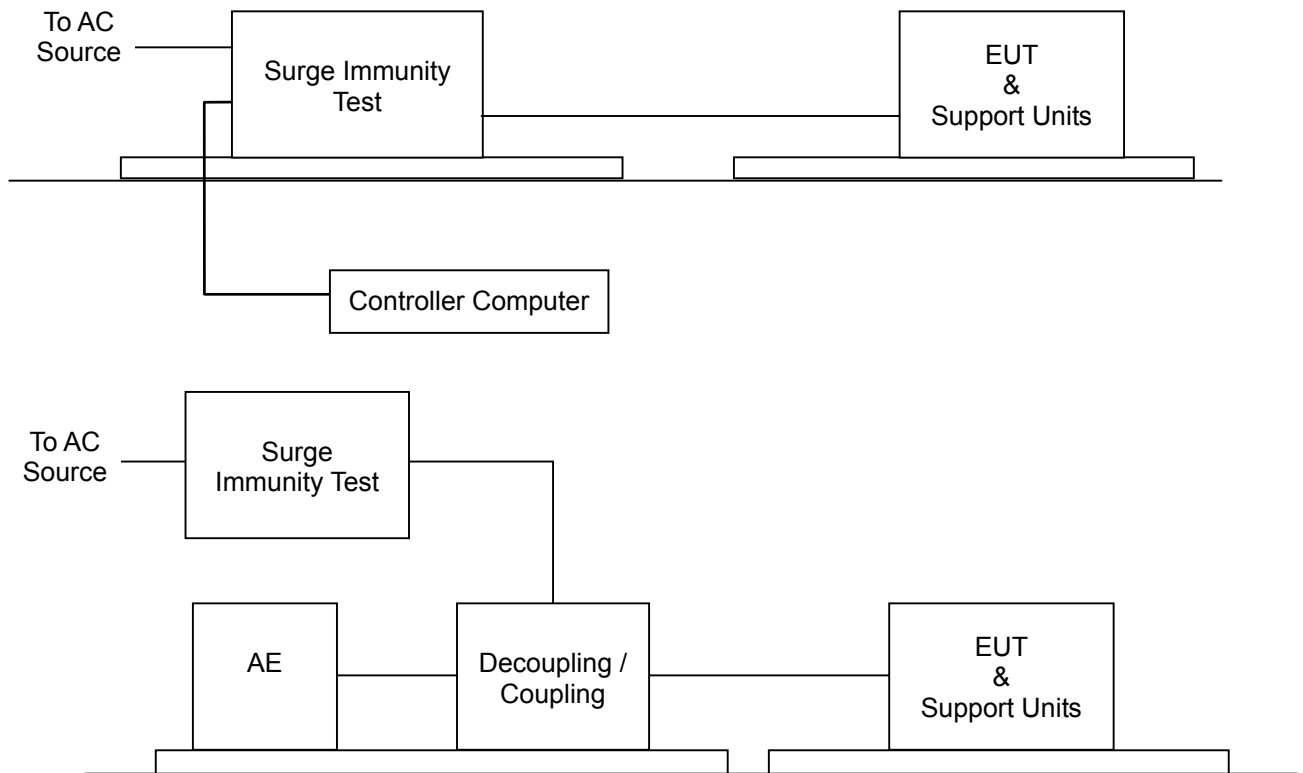 To AC
Source
Surge Immunity
Test
EUT
&
Support Units
Controller Computer
To AC
Source
Surge
Immunity Test
AE
Decoupling /
Coupling
EUT
&
Support Units